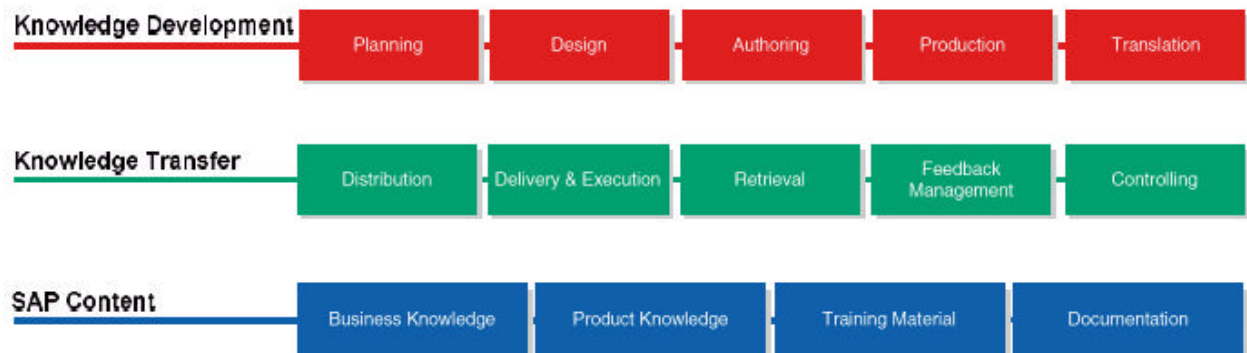 Knowledge Development
Planning
Design
Authoring
Production
Translation
Knowledge Transfer
Distribution
Delivery & Execution
Retrieval
Feedback
Management
Controlling
SAP Content
Business Knowledge
Product Knowledge
Training Material
Documentation